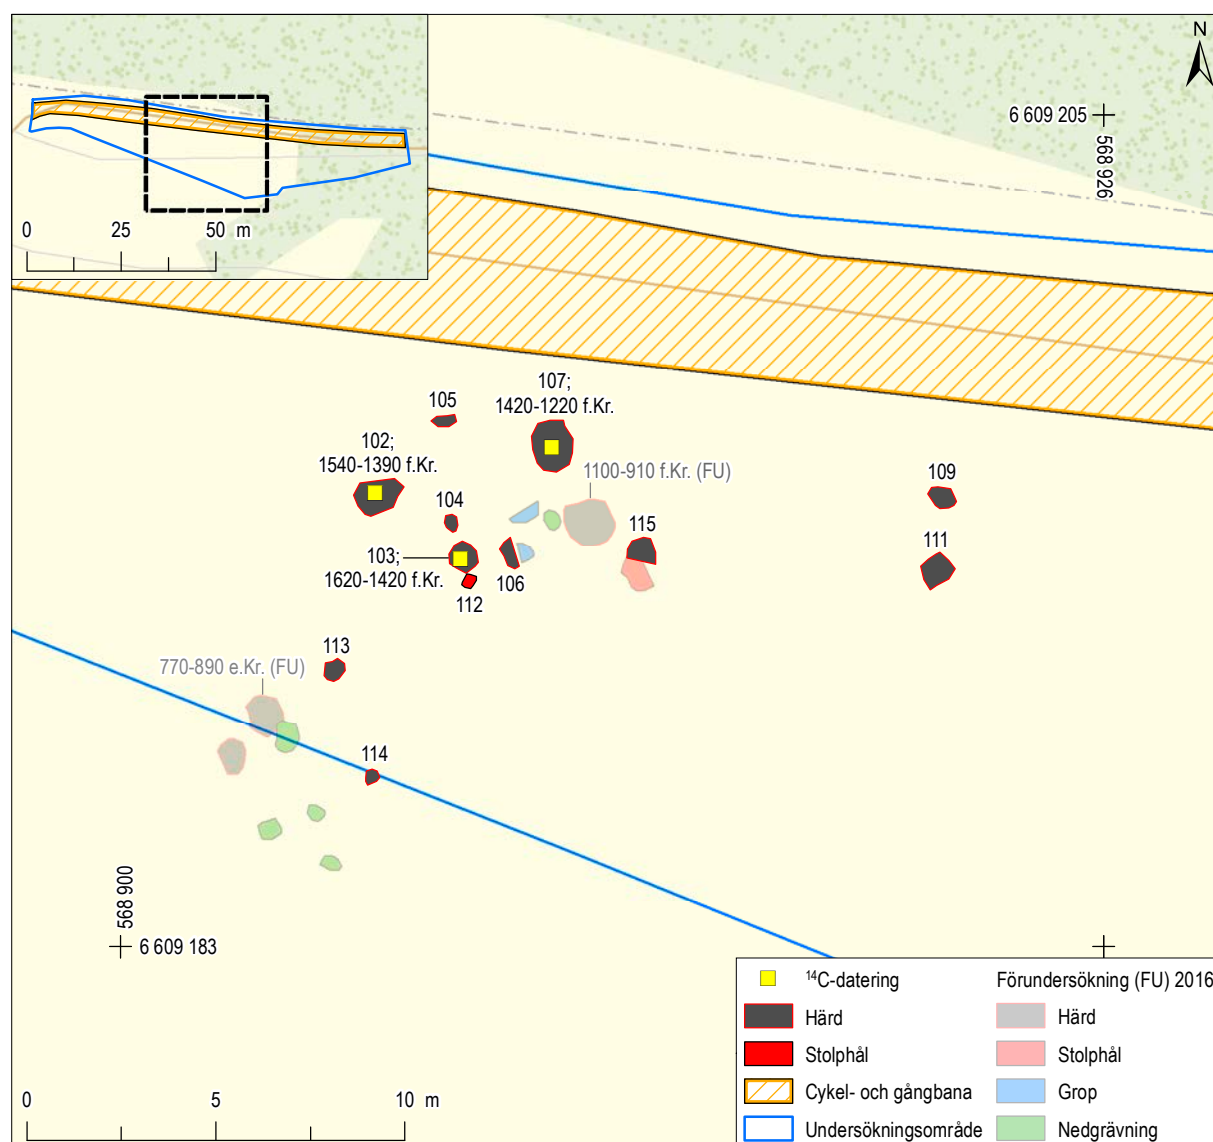 N
6 609 205
568 926
0 25 50 m
105
107;
1420-1220 f.Kr.
102;
1540-1390 f.Kr.
1100-910 f.Kr. (FU)
109
104
115
111
103;
1620-1420 f.Kr.
106
112
113
770-890 e.Kr. (FU)
114
568 900
6 609 183
0 5 10 m
¹⁴C-datering
Härd
Stolphål
Cykel- och gångbana
Undersökningsområde
Förundersökning (FU) 2016
Härd
Stolphål
Grop
Nedgrävning